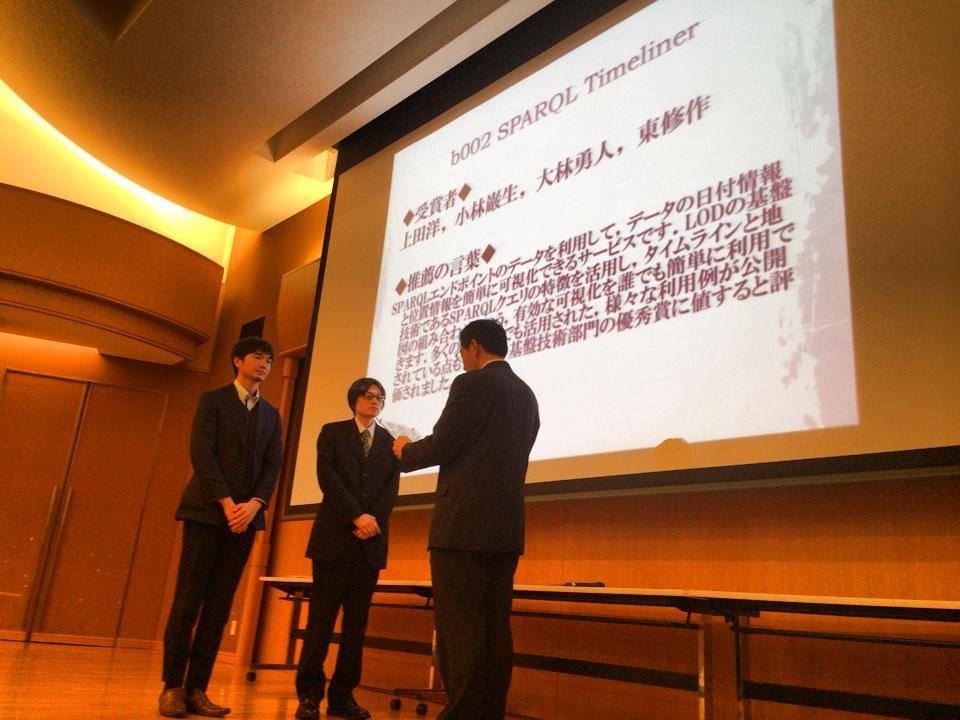 b002 SPARQL Timeliner
◆受賞者◆
上田洋，小林巌生，大林勇人，東修作
◆推薦の言葉◆
SPARQLエンドポイントのデータを利用して，データの日付情報
と位置情報を簡単に可視化できるサービスです．LODの基盤
技術であるSPARQLクエリの特徴を活用し，タイムラインと地
図の組み合わ 有効な可視化を誰でも簡単に利用で
きます．多くの でも活用された，様々な利用例が公開
されている点も 基盤技術部門の優秀賞に値すると評
価されました．